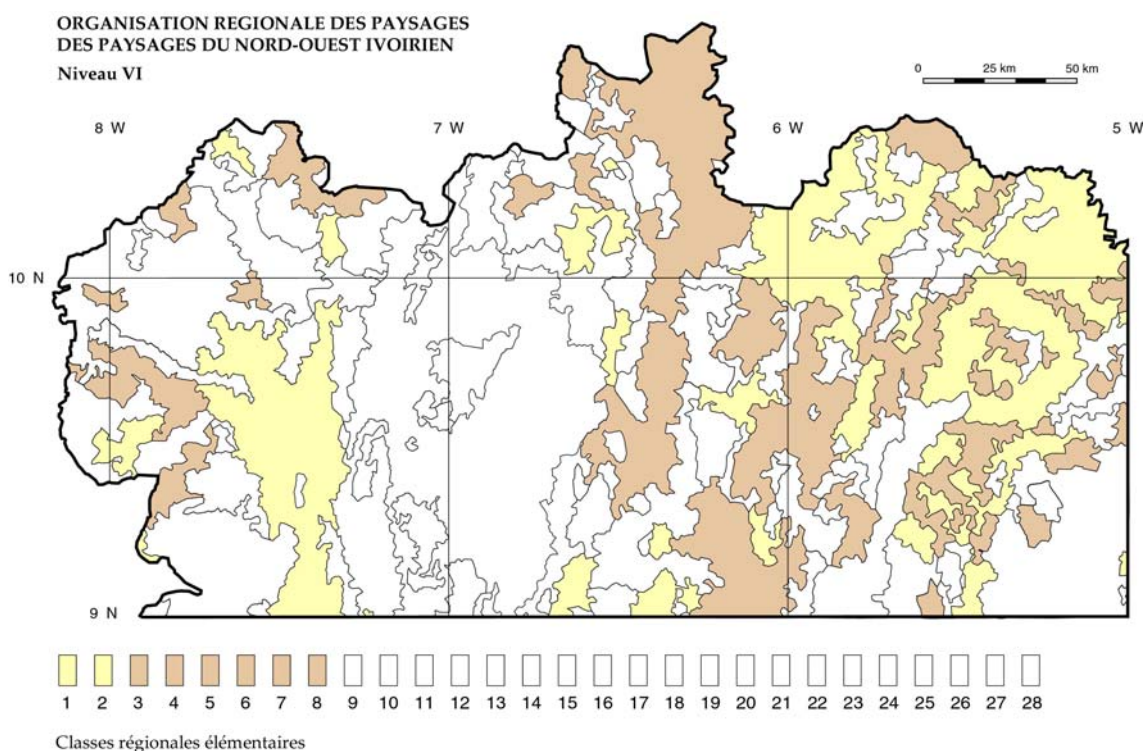 ORGANISATION REGIONALE DES PAYSAGES
DES PAYSAGES DU NORD-OUEST IVOIRIEN
Niveau VI
0 25 km 50 km
8 W 7 W 6 W 5 W
10 N
9 N
1 2 3 4 5 6 7 8 9 10 11 12 13 14 15 16 17 18 19 20 21 22 23 24 25 26 27 28
Classes régionales élémentaires